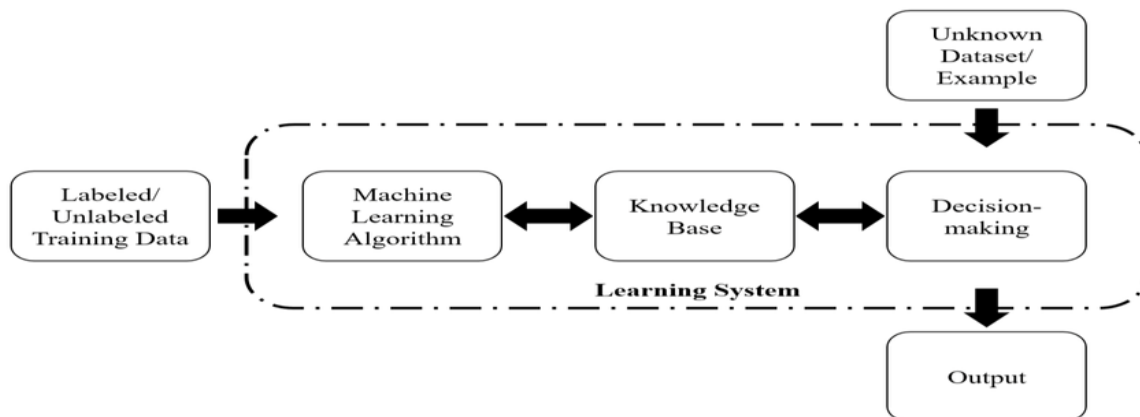 Unknown
Dataset/
Example
Labeled/
Unlabeled
Training Data
Machine
Learning
Algorithm
Knowledge
Base
Decision-
making
Learning System
Output